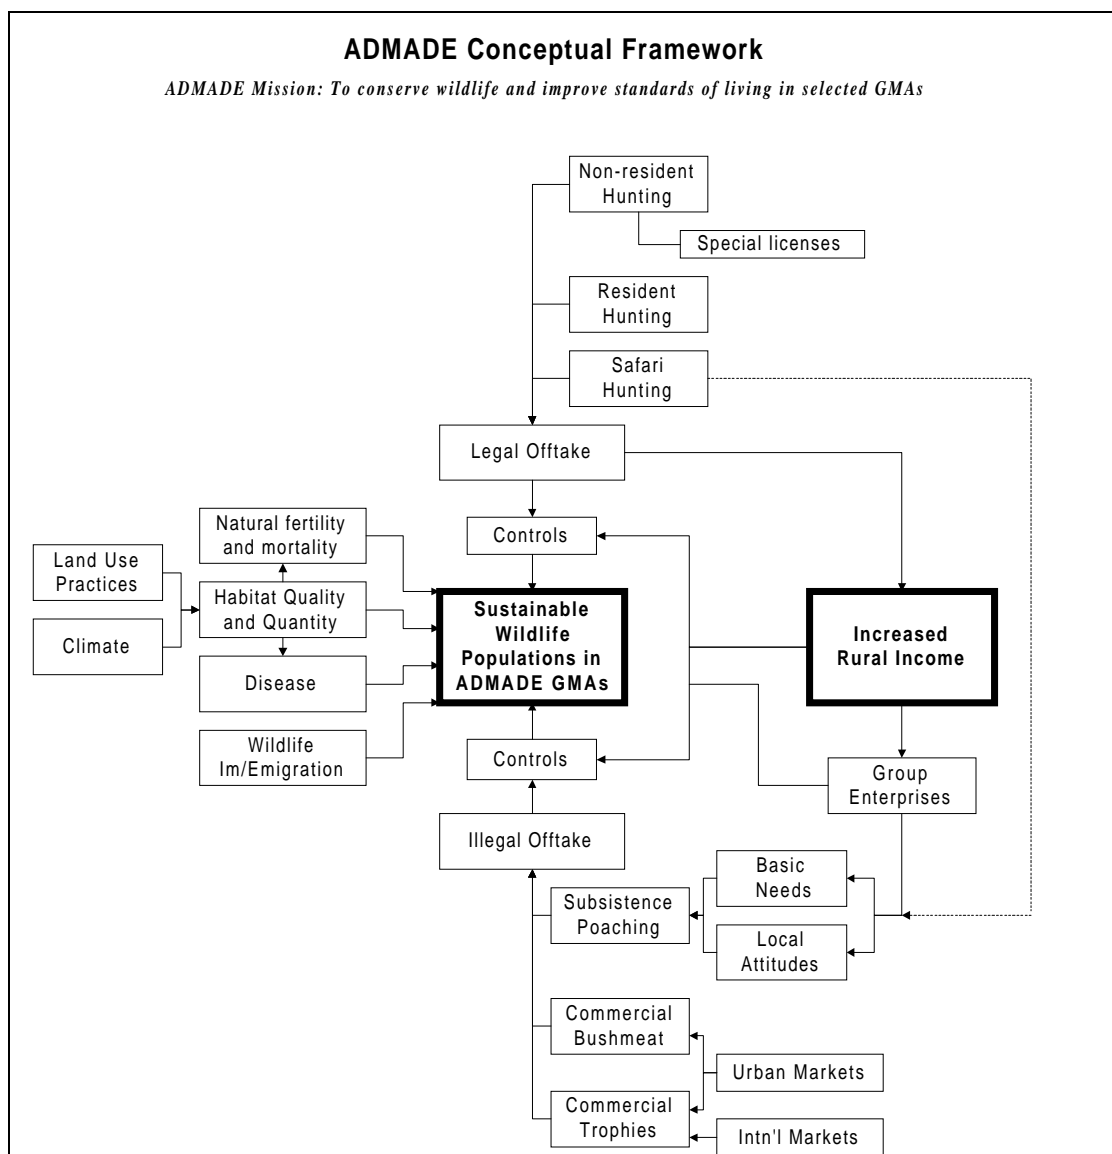 ADMADE Conceptual Framework
ADMADE Mission: To conserve wildlife and improve standards of living in selected GMAs
Non-resident
Hunting
Special licenses
Resident
Hunting
Safari
Hunting
Legal Offtake
Controls
Natural fertility
and mortality
Land Use
Practices
Habitat Quality
and Quantity
Climate
Disease
Wildlife
Im/Emigration
Sustainable
Wildlife
Populations in
ADMADE GMAs
Increased
Rural Income
Controls
Group
Enterprises
Illegal Offtake
Basic
Needs
Subsistence
Poaching
Local
Attitudes
Commercial
Bushmeat
Urban Markets
Commercial
Trophies
Intn'l Markets